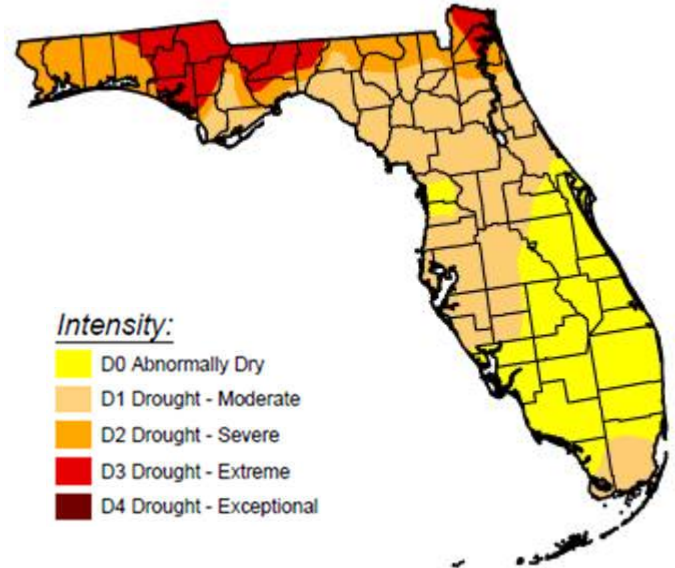 Intensity:
D0 Abnormally Dry
D1 Drought - Moderate
D2 Drought - Severe
D3 Drought - Extreme
D4 Drought - Exceptional